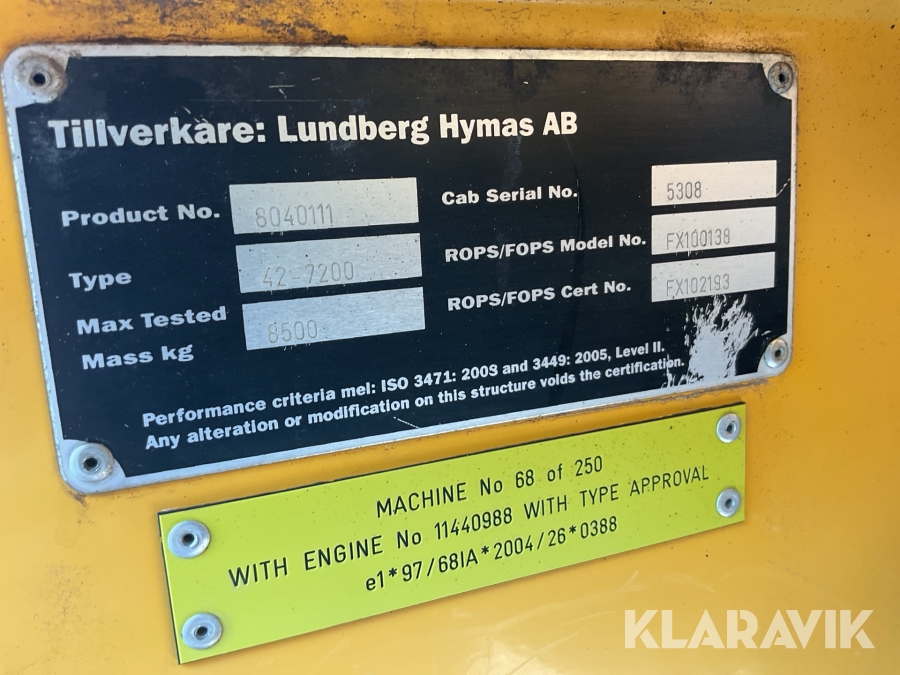 Tillverkare: Lundberg Hymas AB
Product No. 8040111
Type 42-7200
Max Tested
Mass kg 8500
Cab Serial No. 5308
ROPS/FOPS Model No. FX100138
ROPS/FOPS Cert No. FX102193
Performance criteria mel: ISO 3471: 2008 and 3449: 2005, Level II.
Any alteration or modification on this structure voids the certification.
MACHINE No 68 of 250
WITH ENGINE No 11440988 WITH TYPE APPROVAL
e1*97/68IA*2004/26*0388
KLARAVIK